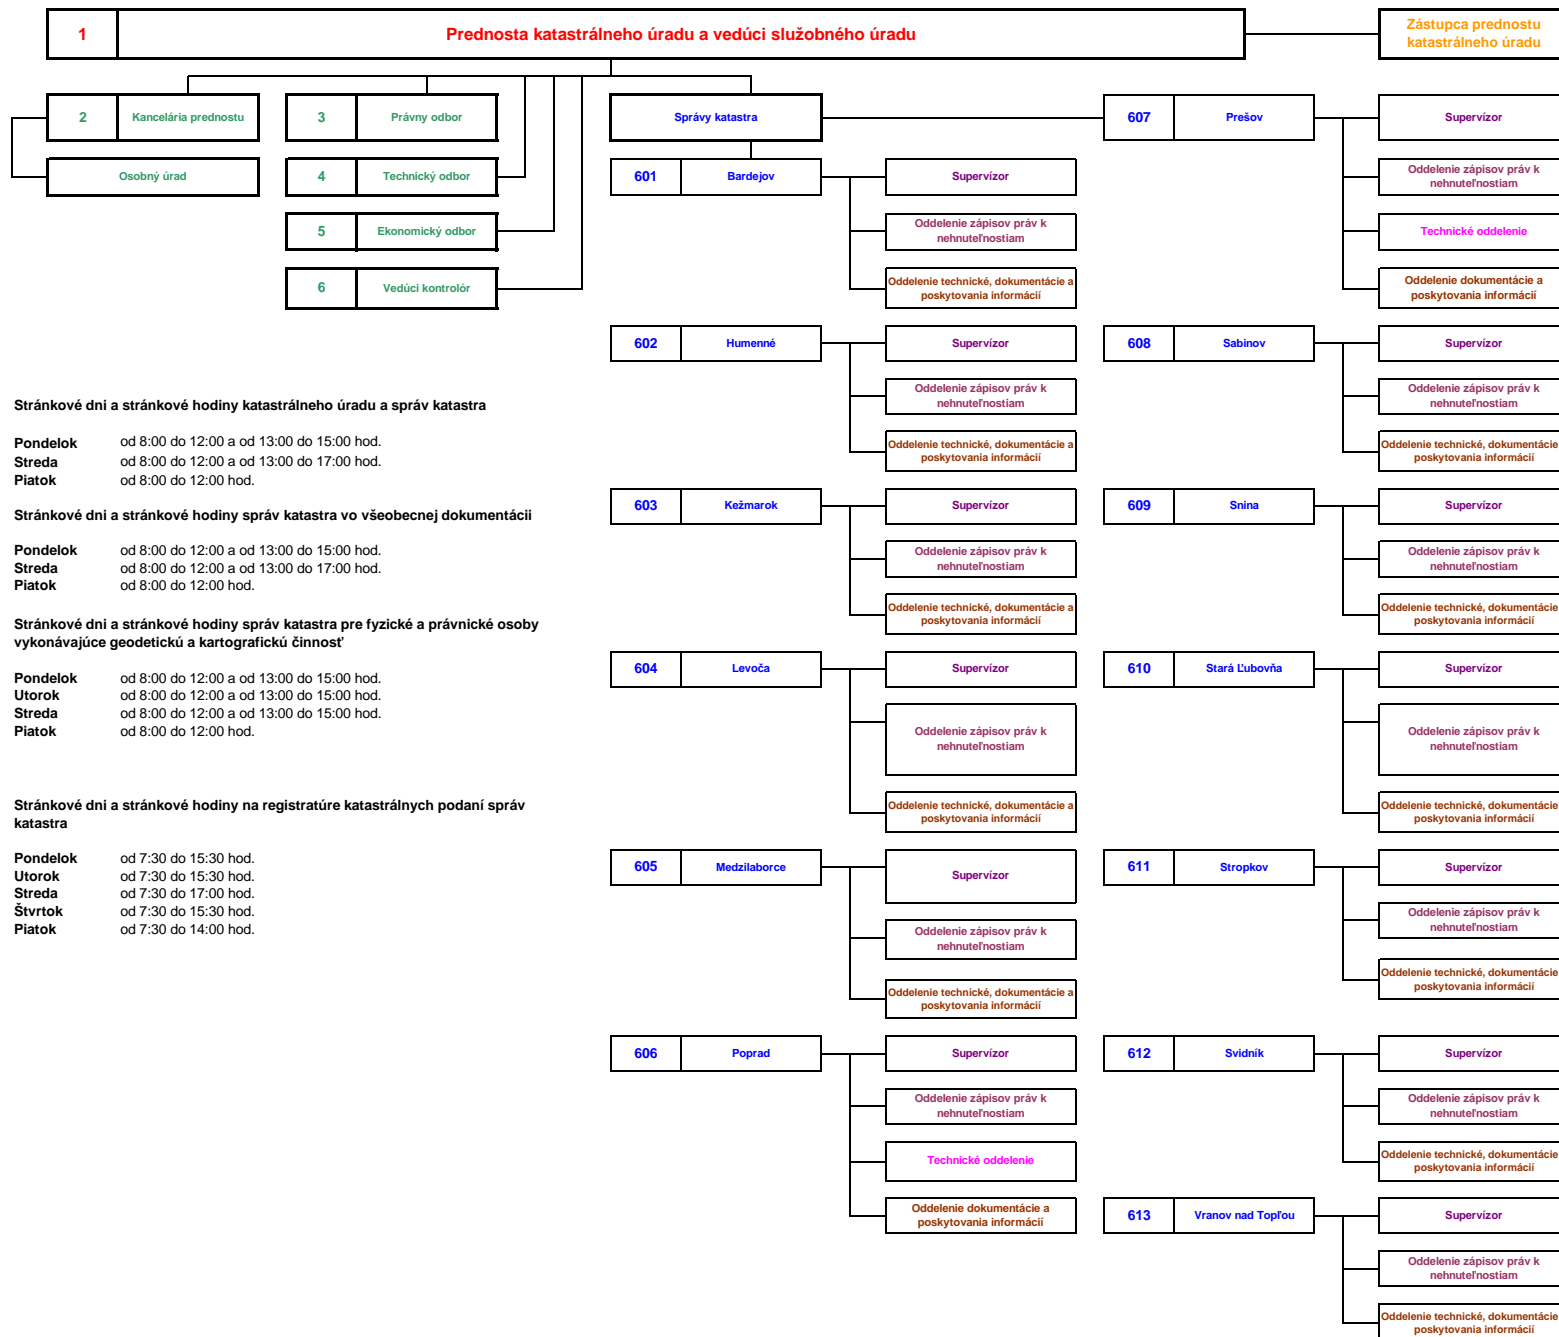 1
Prednosta katastrálneho úradu a vedúci služobného úradu
Zástupca prednostu
katastrálneho úradu
2
Kancelária prednostu
Osobný úrad
3
Právny odbor
4
Technický odbor
5
Ekonomický odbor
6
Vedúci kontrolór
Stránkové dni a stránkové hodiny katastrálneho úradu a správ katastra
Pondelok od 8:00 do 12:00 a od 13:00 do 15:00 hod.
Streda od 8:00 do 12:00 a od 13:00 do 17:00 hod.
Piatok od 8:00 do 12:00 hod.
Stránkové dni a stránkové hodiny správ katastra vo všeobecnej dokumentácii
Pondelok od 8:00 do 12:00 a od 13:00 do 15:00 hod.
Streda od 8:00 do 12:00 a od 13:00 do 17:00 hod.
Piatok od 8:00 do 12:00 hod.
Stránkové dni a stránkové hodiny správ katastra pre fyzické a právnické osoby
vykonávajúce geodetickú a kartografickú činnosť
Pondelok od 8:00 do 12:00 a od 13:00 do 15:00 hod.
Utorok od 8:00 do 12:00 a od 13:00 do 15:00 hod.
Streda od 8:00 do 12:00 a od 13:00 do 15:00 hod.
Piatok od 8:00 do 12:00 hod.
Stránkové dni a stránkové hodiny na registratúre katastrálnych podaní správ
katastra
Pondelok od 7:30 do 15:30 hod.
Utorok od 7:30 do 15:30 hod.
Streda od 7:30 do 17:00 hod.
Štvrtok od 7:30 do 15:30 hod.
Piatok od 7:30 do 14:00 hod.
Správy katastra
601
Bardejov
Supervízor
Oddelenie zápisov práv k
nehnuteľnostiam
Oddelenie technické, dokumentácie a
poskytovania informácií
602
Humenné
Supervízor
Oddelenie zápisov práv k
nehnuteľnostiam
Oddelenie technické, dokumentácie a
poskytovania informácií
603
Kežmarok
Supervízor
Oddelenie zápisov práv k
nehnuteľnostiam
Oddelenie technické, dokumentácie a
poskytovania informácií
604
Levoča
Supervízor
Oddelenie zápisov práv k
nehnuteľnostiam
Oddelenie technické, dokumentácie a
poskytovania informácií
605
Medzilaborce
Supervízor
Oddelenie zápisov práv k
nehnuteľnostiam
Oddelenie technické, dokumentácie a
poskytovania informácií
606
Poprad
Supervízor
Oddelenie zápisov práv k
nehnuteľnostiam
Technické oddelenie
Oddelenie dokumentácie a
poskytovania informácií
607
Prešov
Supervízor
Oddelenie zápisov práv k
nehnuteľnostiam
Technické oddelenie
Oddelenie dokumentácie a
poskytovania informácií
608
Sabinov
Supervízor
Oddelenie zápisov práv k
nehnuteľnostiam
Oddelenie technické, dokumentácie
poskytovania informácií
609
Snina
Supervízor
Oddelenie zápisov práv k
nehnuteľnostiam
Oddelenie technické, dokumentácie
poskytovania informácií
610
Stará Ľubovňa
Supervízor
Oddelenie zápisov práv k
nehnuteľnostiam
Oddelenie technické, dokumentácie
poskytovania informácií
611
Stropkov
Supervízor
Oddelenie zápisov práv k
nehnuteľnostiam
Oddelenie technické, dokumentácie
poskytovania informácií
612
Svidník
Supervízor
Oddelenie zápisov práv k
nehnuteľnostiam
Oddelenie technické, dokumentácie
poskytovania informácií
613
Vranov nad Topľou
Supervízor
Oddelenie zápisov práv k
nehnuteľnostiam
Oddelenie technické, dokumentácie
poskytovania informácií